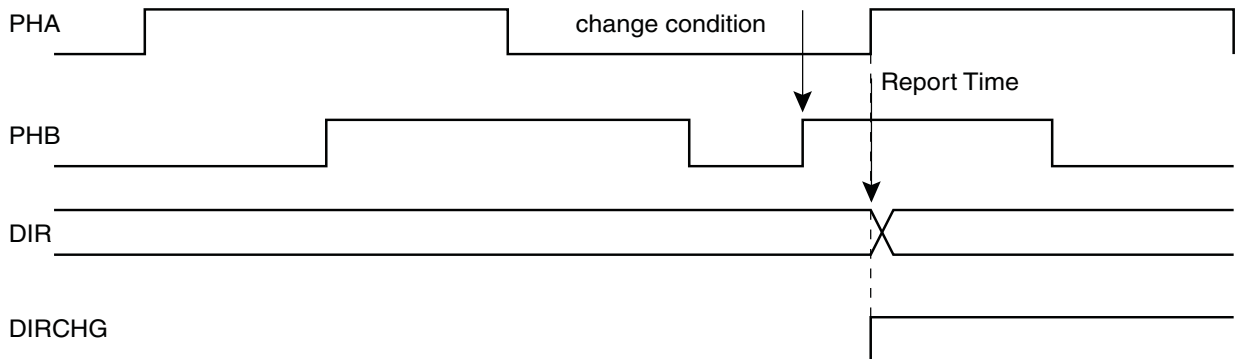 PHA
change condition
Report Time
PHB
DIR
DIRCHG